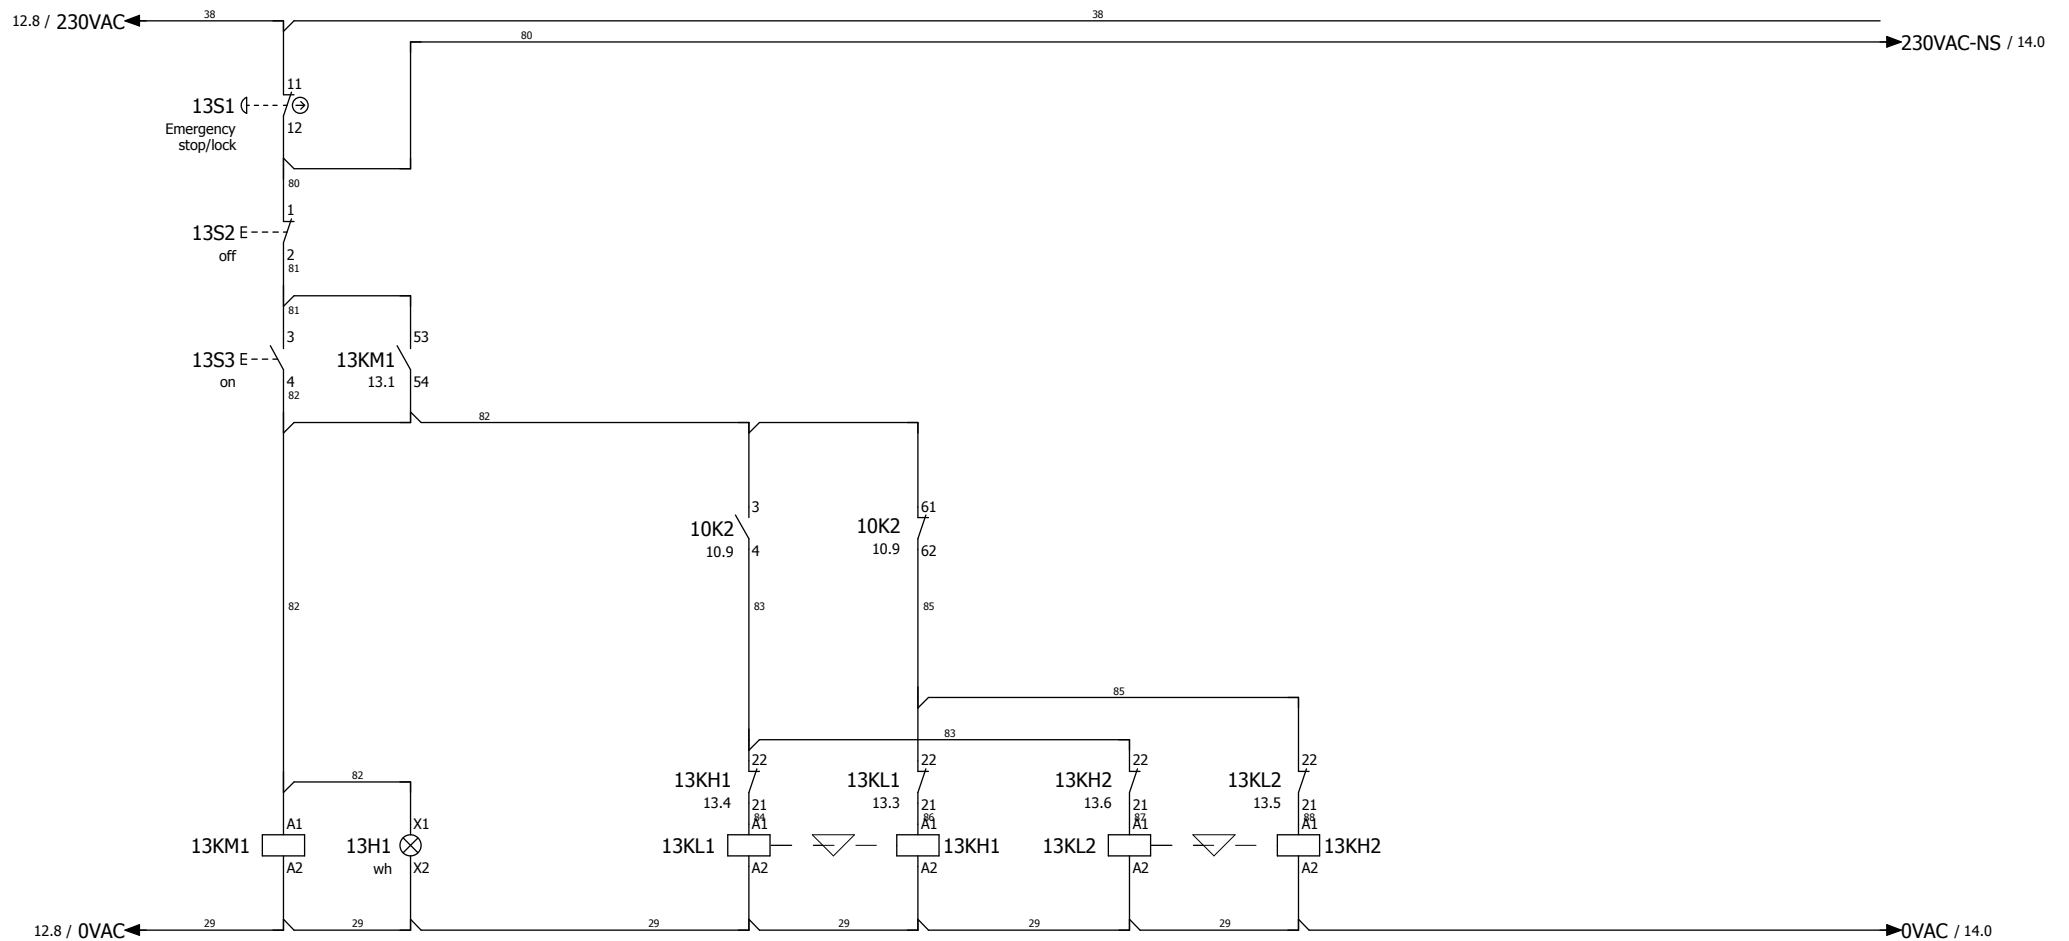 12.8 / 230VAC 38 38
80 230VAC-NS / 14.0
11
13S1
Emergency 12
stop/lock
80
1
13S2 E
off 2
81
81
3 53
13S3 E 13KM1
on 4 13.1 54
82
82
3 61
10K2 10K2
10.9 4 10.9 62
82 83 85
85
83
82 22 22 22 22
13KH1 13KL1 13KH2 13KL2
13.4 21 13.3 21 13.6 21 13.5 21
84 86 87 88
A1 X1 A1 A1 A1 A1
13KM1 13H1 13KL1 13KH1 13KL2 13KH2
A2 wh X2 A2 A2 A2 A2
12.8 / 0VAC 29 29 29 29 29 29 0VAC / 14.0